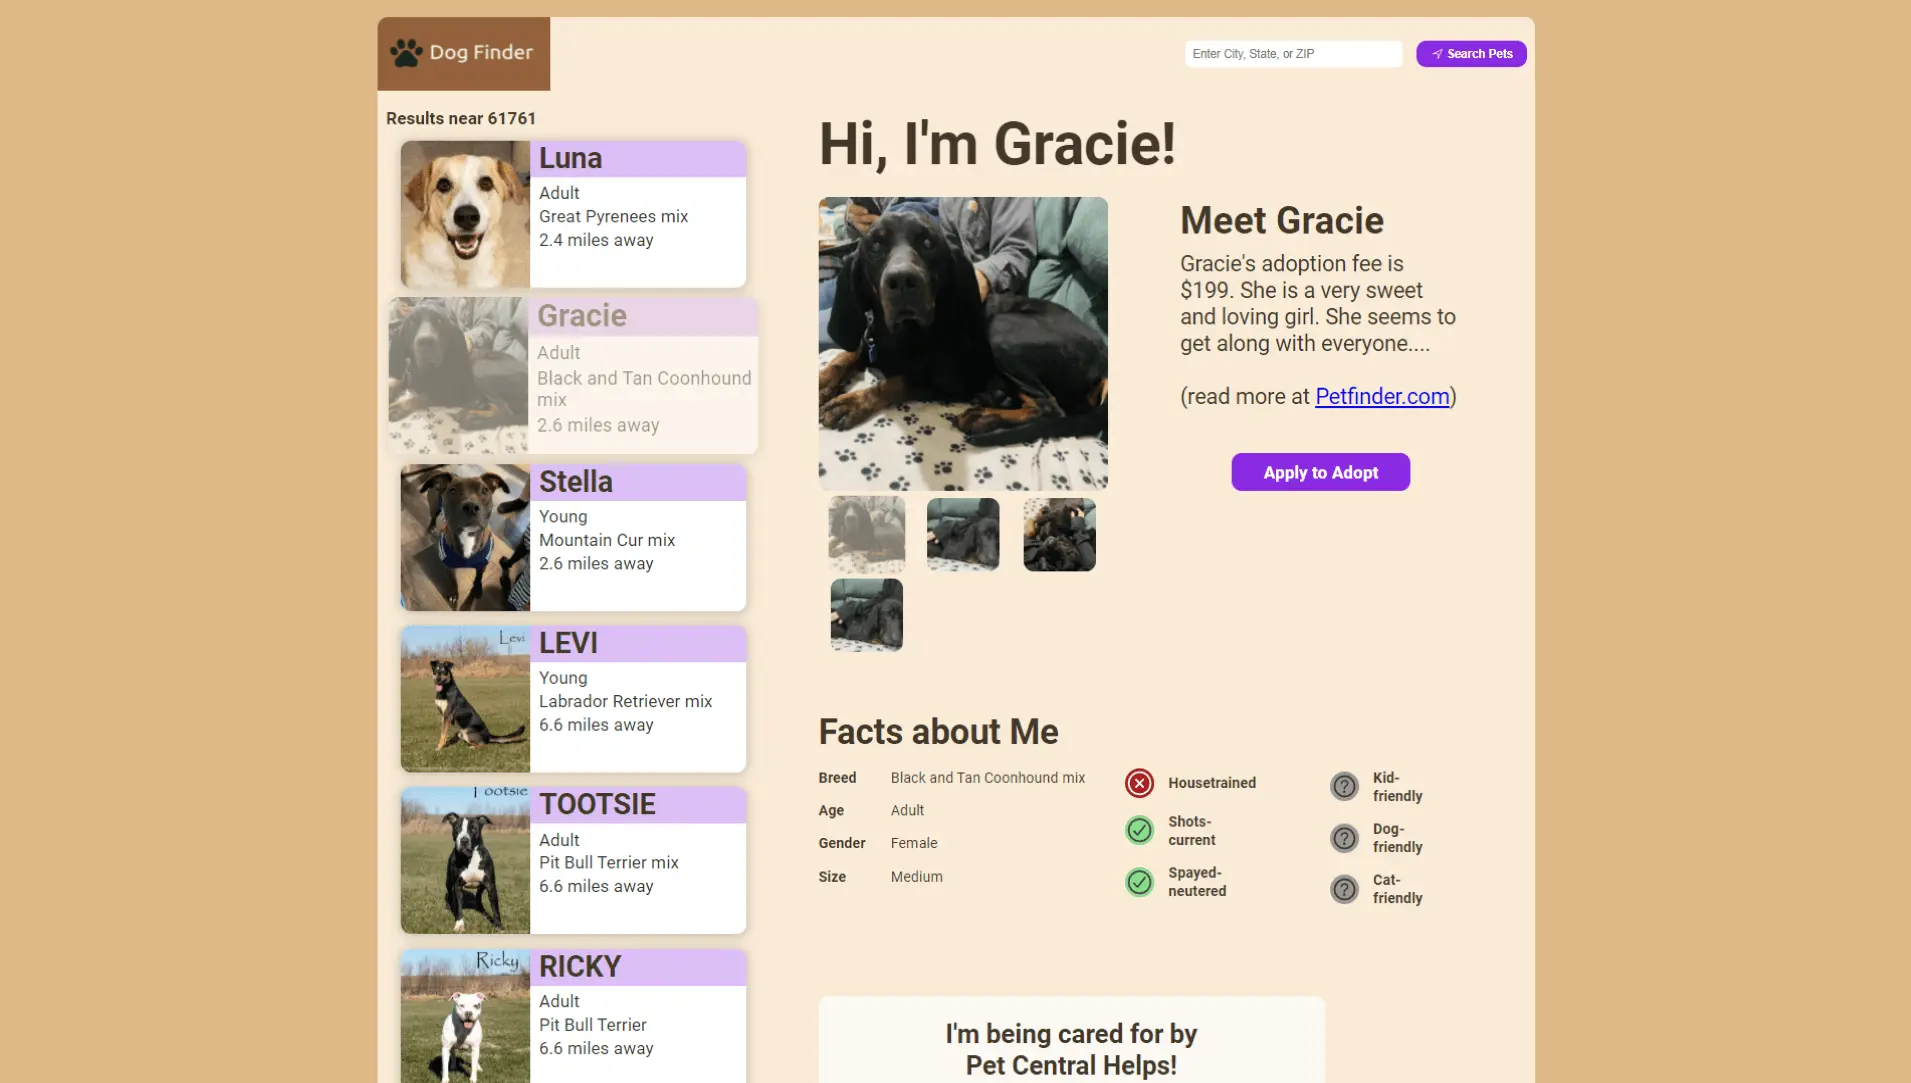 Dog Finder
Enter City, State, or ZIP
Search Pets
Results near 61761
Luna
Adult
Great Pyrenees mix
2.4 miles away
Gracie
Adult
Black and Tan Coonhound
mix
2.6 miles away
Stella
Young
Mountain Cur mix
2.6 miles away
Levi
LEVI
Young
Labrador Retriever mix
6.6 miles away
Tootsie
TOOTSIE
Adult
Pit Bull Terrier mix
6.6 miles away
Ricky
RICKY
Adult
Pit Bull Terrier
6.6 miles away
Hi, I'm Gracie!
Meet Gracie
Gracie's adoption fee is
$199. She is a very sweet
and loving girl. She seems to
get along with everyone....
(read more at Petfinder.com)
Apply to Adopt
Facts about Me
Breed Black and Tan Coonhound mix
Age Adult
Gender Female
Size Medium
Housetrained
Shots-
current
Spayed-
neutered
Kid-
friendly
Dog-
friendly
Cat-
friendly
I'm being cared for by
Pet Central Helps!